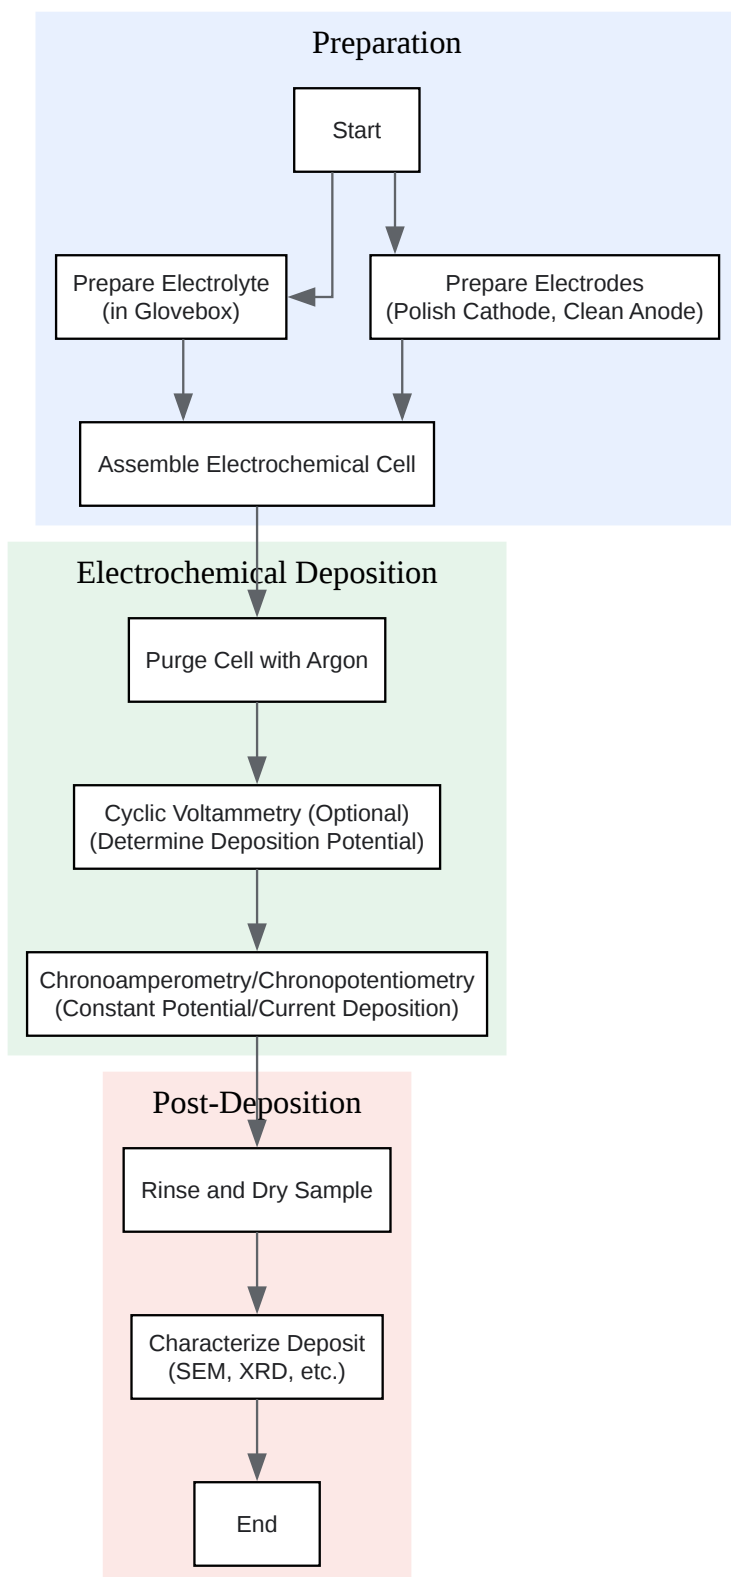 Preparation
Start
Prepare Electrolyte
(in Glovebox)
Prepare Electrodes
(Polish Cathode, Clean Anode)
Assemble Electrochemical Cell
Electrochemical Deposition
Purge Cell with Argon
Cyclic Voltammetry (Optional)
(Determine Deposition Potential)
Chronoamperometry/Chronopotentiometry
(Constant Potential/Current Deposition)
Post-Deposition
Rinse and Dry Sample
Characterize Deposit
(SEM, XRD, etc.)
End